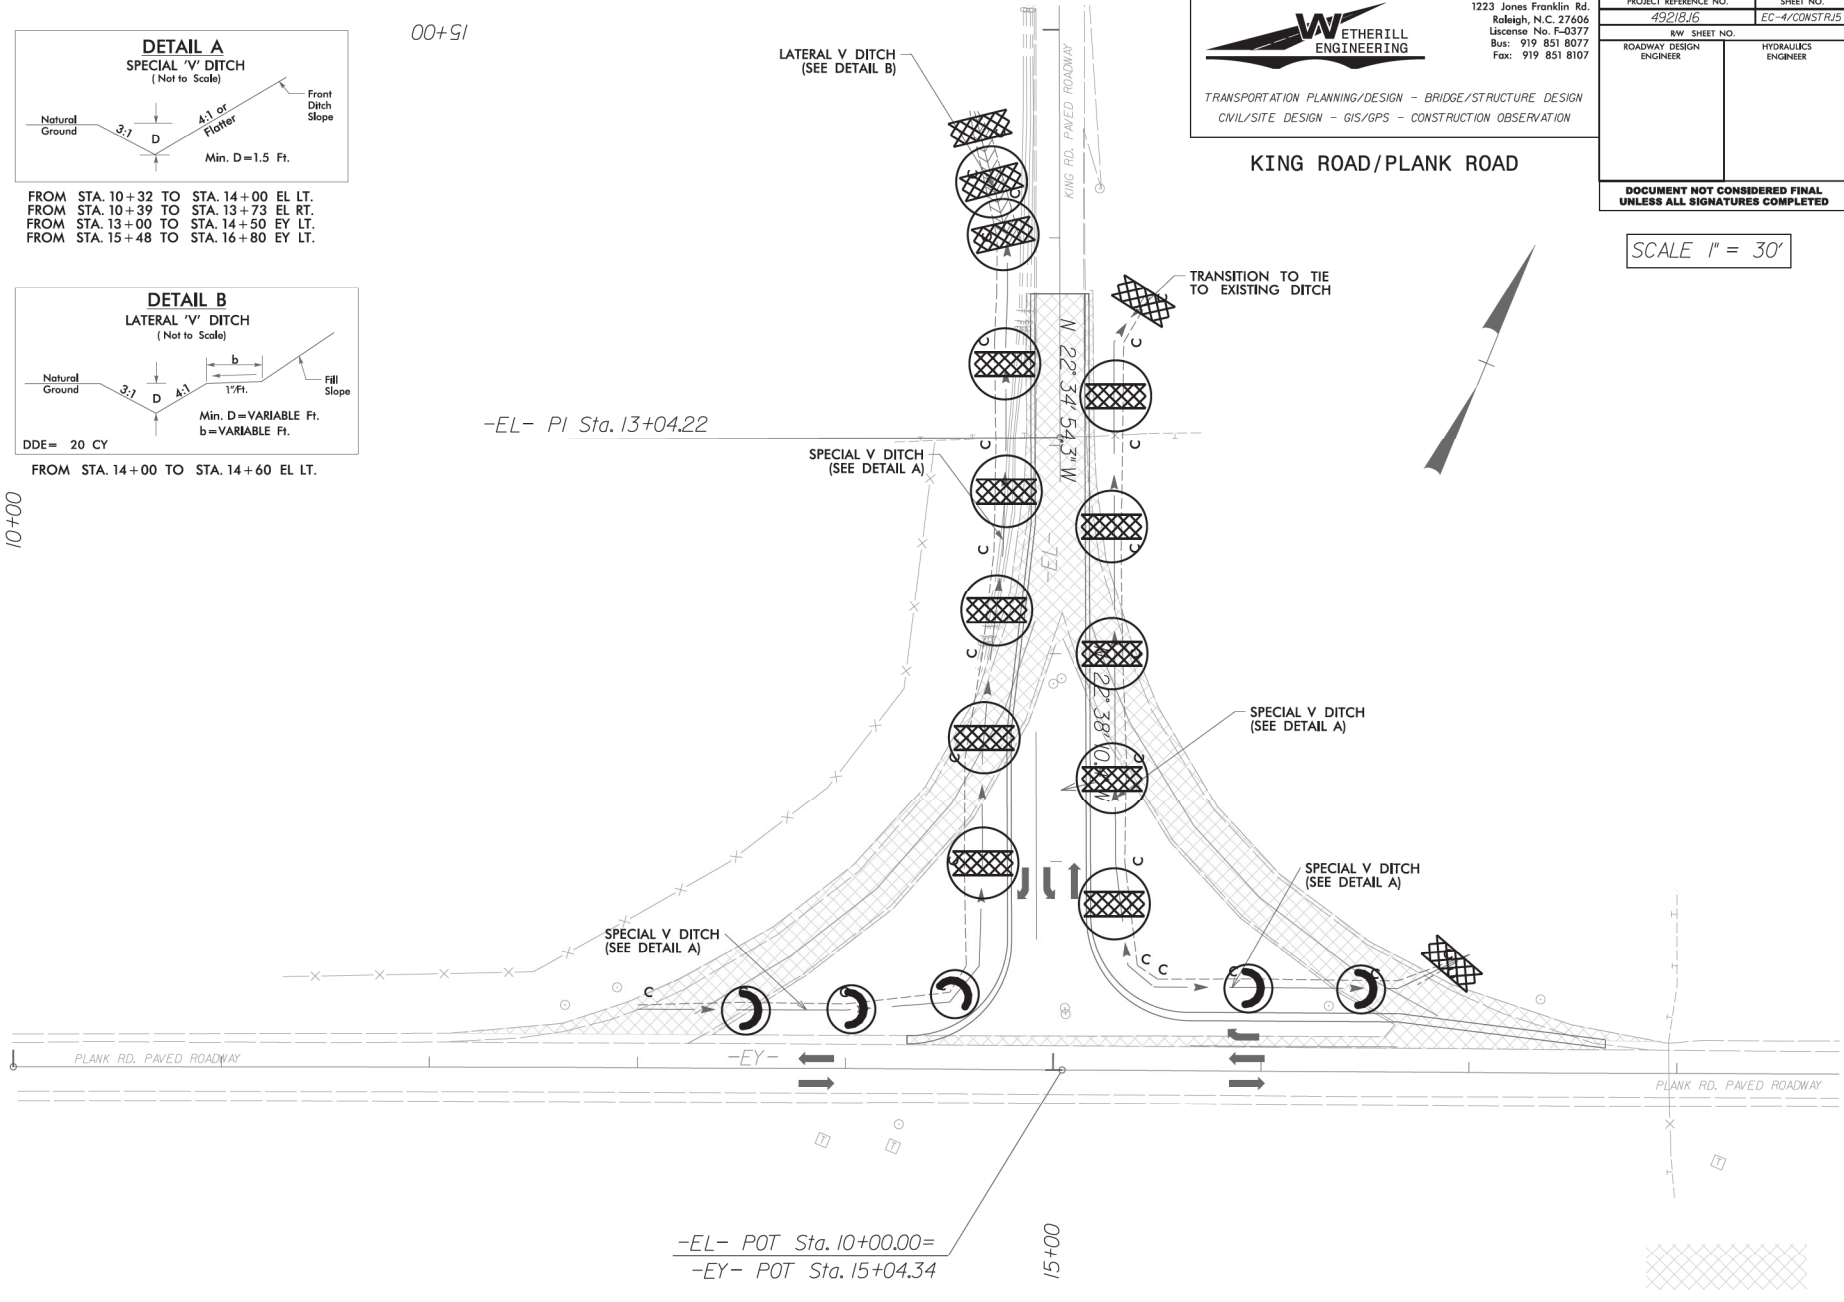 DETAIL A
SPECIAL 'V' DITCH
( Not to Scale)
Natural
Ground
3:1
D
4:1 or
Flatter
Front
Ditch
Slope
Min. D=1.5 Ft.
FROM STA. 10+32 TO STA. 14+00 EL LT.
FROM STA. 10+39 TO STA. 13+73 EL RT.
FROM STA. 13+00 TO STA. 14+50 EY LT.
FROM STA. 15+48 TO STA. 16+80 EY LT.
DETAIL B
LATERAL 'V' DITCH
( Not to Scale)
Natural
Ground
3:1
D
4:1
b
1"/Ft.
Fill
Slope
Min. D=VARIABLE Ft.
b=VARIABLE Ft.
DDE= 20 CY
FROM STA. 14+00 TO STA. 14+60 EL LT.
10+00
15+00
LATERAL V DITCH
(SEE DETAIL B)
KING RD. PAVED ROADWAY
WETHERILL
ENGINEERING
1223 Jones Franklin Rd.
Raleigh, N.C. 27606
Liscense No. F-0377
Bus: 919 851 8077
Fax: 919 851 8107
TRANSPORTATION PLANNING/DESIGN - BRIDGE/STRUCTURE DESIGN
CIVIL/SITE DESIGN - GIS/GPS - CONSTRUCTION OBSERVATION
KING ROAD/PLANK ROAD
PROJECT REFERENCE NO.
SHEET NO.
49218.1.6
EC-4/CONSTR.15
RW SHEET NO.
ROADWAY DESIGN
ENGINEER
HYDRAULICS
ENGINEER
DOCUMENT NOT CONSIDERED FINAL
UNLESS ALL SIGNATURES COMPLETED
SCALE 1" = 30'
TRANSITION TO TIE
TO EXISTING DITCH
N 22° 34' 54.3" W
-EL- PI Sta. 13+04.22
SPECIAL V DITCH
(SEE DETAIL A)
-EL-
SPECIAL V DITCH
(SEE DETAIL A)
SPECIAL V DITCH
(SEE DETAIL A)
SPECIAL V DITCH
(SEE DETAIL A)
C
C
C
C
C
C
C
C
C
C
C
C
C
C
PLANK RD. PAVED ROADWAY
-EY-
PLANK RD. PAVED ROADWAY
T
T
T
-EL- POT Sta. 10+00.00=
-EY- POT Sta. 15+04.34
15+00